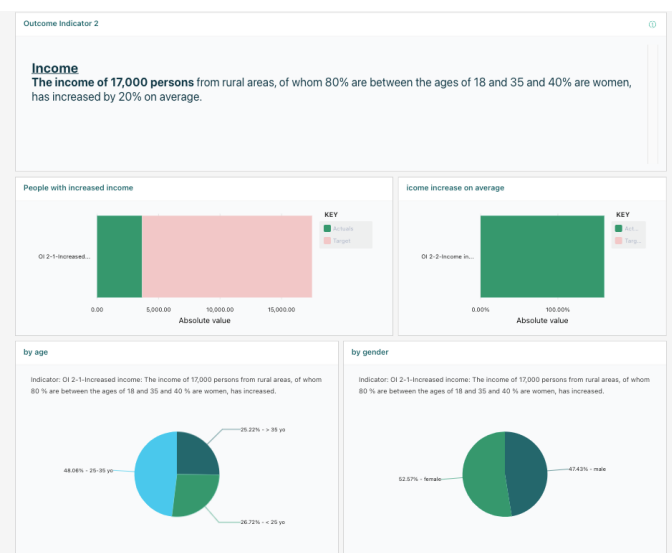 Outcome Indicator 2
Income
The income of 17,000 persons from rural areas, of whom 80% are between the ages of 18 and 35 and 40% are women,
has increased by 20% on average.
People with increased income
KEY
Actuals
Target
OI 2-1-Increased...
0.00 5,000.00 10,000.00 15,000.00
Absolute value
icome increase on average
KEY
Act...
Targ...
OI 2-2-Income in...
0.00% 100.00%
Absolute value
by age
Indicator: OI 2-1-Increased income: The income of 17,000 persons from rural areas, of whom
80 % are between the ages of 18 and 35 and 40 % are women, has increased.
25.22% - > 35 yo
48.06% - 25-35 yo
26.72% - < 25 yo
by gender
Indicator: OI 2-1-Increased income: The income of 17,000 persons from rural areas, of whom
80 % are between the ages of 18 and 35 and 40 % are women, has increased.
47.43% - male
52.57% - female